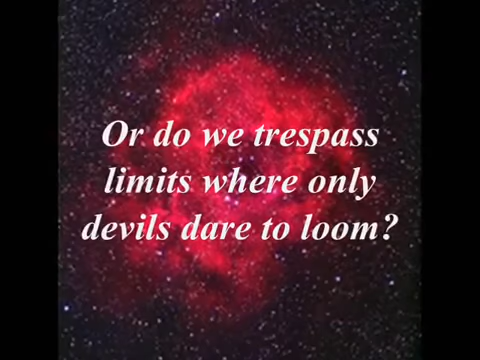 Or do we trespass
limits where only
devils dare to loom?